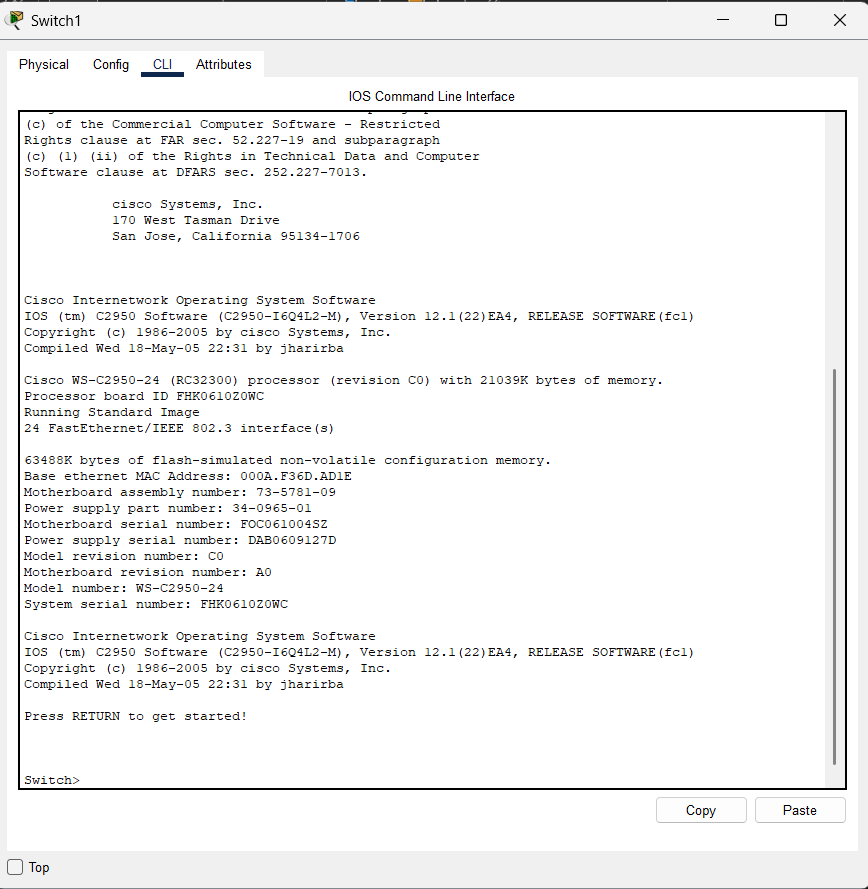 Switch1
Physical Config CLI Attributes
IOS Command Line Interface
(c) of the Commercial Computer Software - Restricted
Rights clause at FAR sec. 52.227-19 and subparagraph
(c) (1) (ii) of the Rights in Technical Data and Computer
Software clause at DFARS sec. 252.227-7013.
cisco Systems, Inc.
170 West Tasman Drive
San Jose, California 95134-1706
Cisco Internetwork Operating System Software
IOS (tm) C2950 Software (C2950-I6Q4L2-M), Version 12.1(22)EA4, RELEASE SOFTWARE(fc1)
Copyright (c) 1986-2005 by cisco Systems, Inc.
Compiled Wed 18-May-05 22:31 by jharirba
Cisco WS-C2950-24 (RC32300) processor (revision C0) with 21039K bytes of memory.
Processor board ID FHK0610Z0WC
Running Standard Image
24 FastEthernet/IEEE 802.3 interface(s)
63488K bytes of flash-simulated non-volatile configuration memory.
Base ethernet MAC Address: 000A.F36D.AD1E
Motherboard assembly number: 73-5781-09
Power supply part number: 34-0965-01
Motherboard serial number: FOC061004SZ
Power supply serial number: DAB0609127D
Model revision number: C0
Motherboard revision number: A0
Model number: WS-C2950-24
System serial number: FHK0610Z0WC
Cisco Internetwork Operating System Software
IOS (tm) C2950 Software (C2950-I6Q4L2-M), Version 12.1(22)EA4, RELEASE SOFTWARE(fc1)
Copyright (c) 1986-2005 by cisco Systems, Inc.
Compiled Wed 18-May-05 22:31 by jharirba
Press RETURN to get started!
Switch>
Copy Paste
Top